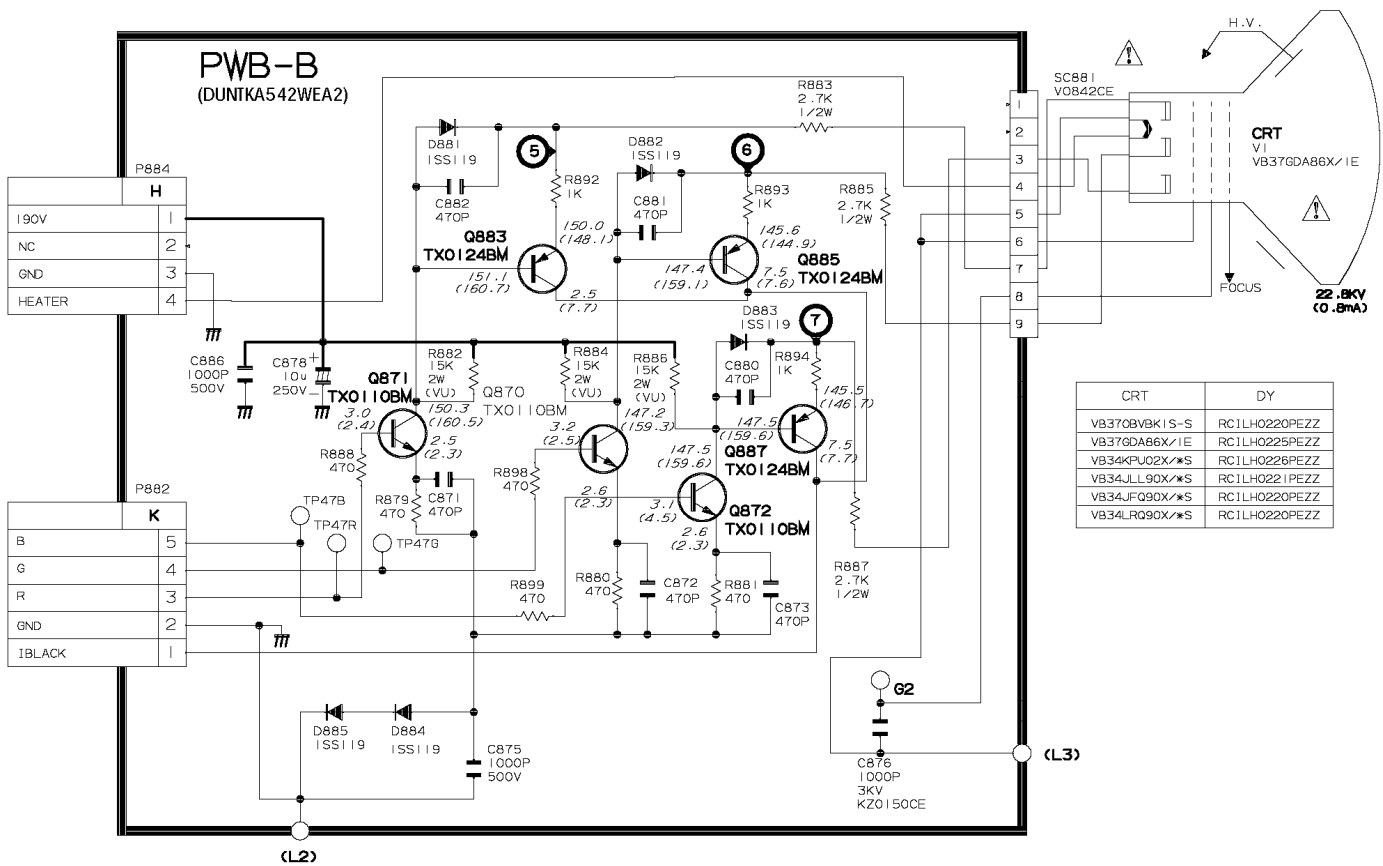 PWB-B
(DUNTKA542WEA2)
P884
H
190V 1
NC 2
GND 3
HEATER 4
C886
1000P
500V
C878
10u
250V
+
-
D881
1SS119
C882
470P
5
R892
1K
150.0
(148.1)
Q883
TX0124BM
151.1
(160.7)
2.5
(7.7)
D882
1SS119
C881
470P
6
R893
1K
145.6
(144.9)
Q885
TX0124BM
147.4
(159.1)
7.5
(7.6)
R883
2.7K
1/2W
R885
2.7K
1/2W
D883
1SS119
7
C880
470P
R894
1K
145.5
(146.7)
147.5
(159.6)
Q887
TX0124BM
7.5
(7.7)
R882
15K
2W
(VU)
R884
15K
2W
(VU)
R886
15K
2W
(VU)
Q871
TX0110BM
3.0
(2.4)
150.3
(160.5)
2.5
(2.3)
Q870
TX0110BM
3.2
(2.5)
147.2
(159.3)
2.6
(2.3)
147.5
(159.6)
3.1
(4.5)
Q872
TX0110BM
2.6
(2.3)
R888
470
R879
470
C871
470P
R898
470
R899
470
R880
470
C872
470P
R881
470
C873
470P
R887
2.7K
1/2W
P882
K
B 5
G 4
R 3
GND 2
IBLACK 1
TP47B
TP47R
TP47G
D885
1SS119
D884
1SS119
C875
1000P
500V
(L2)
G2
C876
1000P
3KV
KZ0150CE
(L3)
1
2
3
4
5
6
7
8
9
SC881
V0842CE
H.V.
CRT
V1
VB37GDA86X/1E
FOCUS
22.8KV
(0.8mA)
CRT DY
VB370BVBK1S-S RCILH0220PEZZ
VB37GDA86X/1E RCILH0225PEZZ
VB34KPU02X/*S RCILH0226PEZZ
VB34JLL90X/*S RCILH0221PEZZ
VB34JFQ90X/*S RCILH0220PEZZ
VB34LRQ90X/*S RCILH0220PEZZ